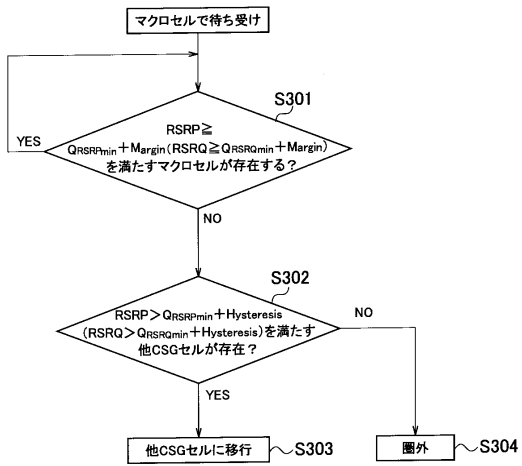 マクロセルで待ち受け
S301
RSRP≧
QRSRPmin+Margin(RSRQ≧QRSRQmin+Margin)
を満たすマクロセルが存在する?
YES
NO
S302
RSRP>QRSRPmin+Hysteresis
(RSRQ>QRSRQmin+Hysteresis)を満たす
他CSGセルが存在?
NO
YES
他CSGセルに移行
S303
圏外
S304